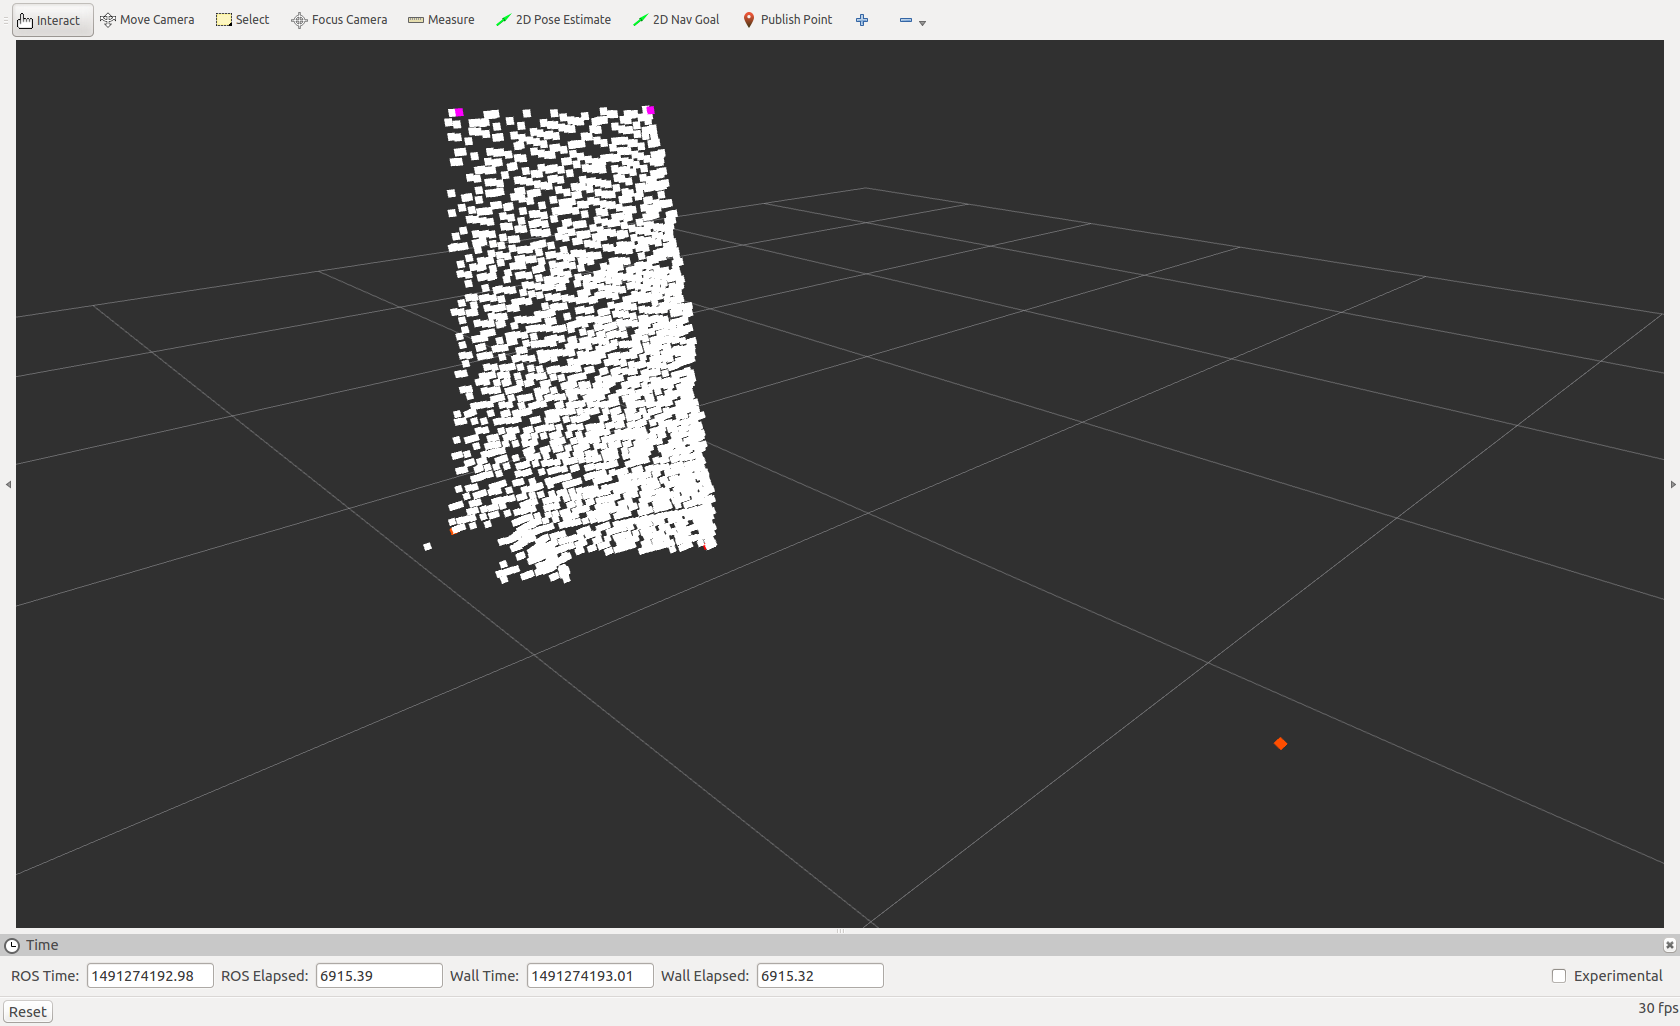 Interact Move Camera Select Focus Camera Measure 2D Pose Estimate 2D Nav Goal Publish Point
Time
ROS Time: 1491274192.98 ROS Elapsed: 6915.39 Wall Time: 1491274193.01 Wall Elapsed: 6915.32 Experimental
Reset 30 fps